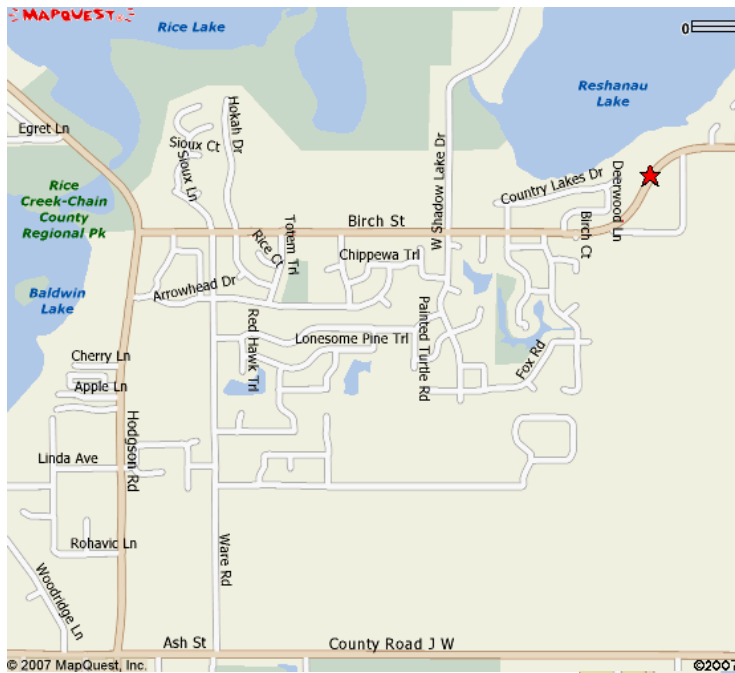 MAPQUEST
Rice Lake
0
Reshanau
Lake
Egret Ln
Hokah Dr
Sioux Ct
Sioux Ln
W Shadow Lake Dr
Country Lakes Dr
Deerwood Ln
Rice
Creek-Chain
County
Regional Pk
Birch St
Totem Trl
Rice Ct
Birch Ct
Chippewa Trl
Baldwin
Lake
Arrowhead Dr
Red Hawk Trl
Lonesome Pine Trl
Painted Turtle Rd
Fox Rd
Cherry Ln
Apple Ln
Hodgson Rd
Linda Ave
Rohavic Ln
Ware Rd
Woodridge Ln
Ash St
County Road J W
© 2007 MapQuest, Inc.
©2007